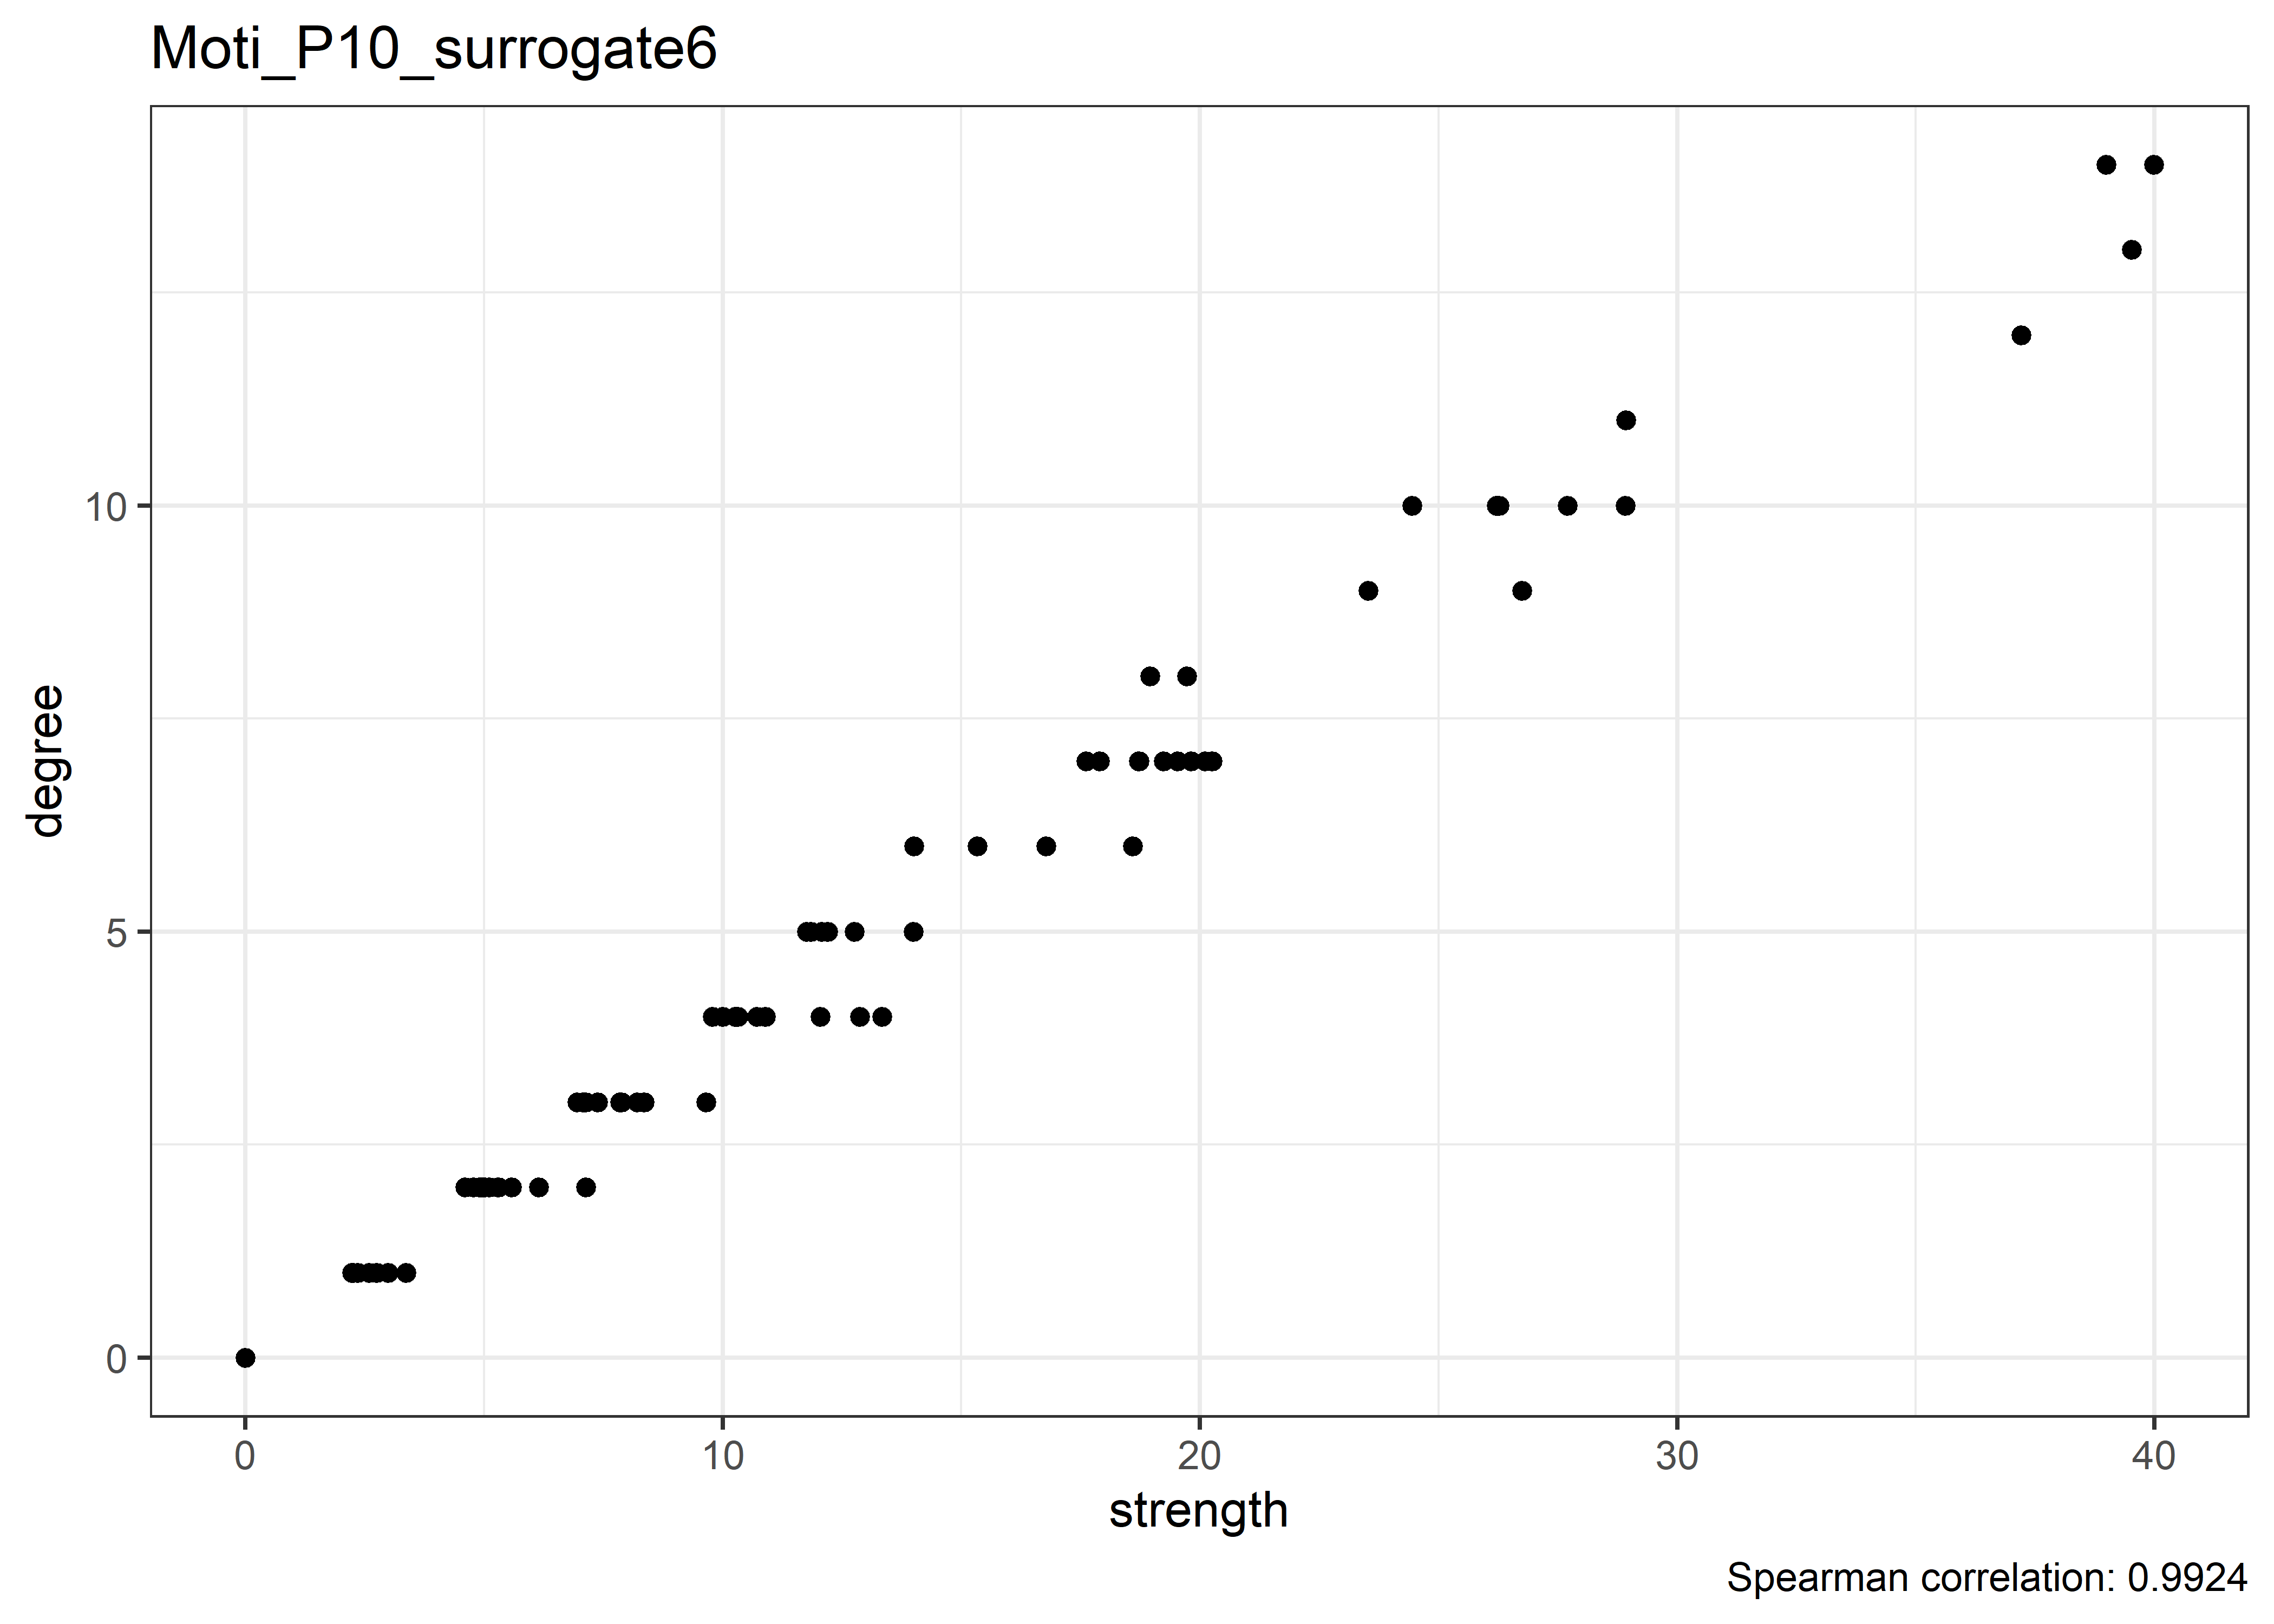 Moti_P10_surrogate6
degree
10
5
0
0 10 20 30 40
strength
Spearman correlation: 0.9924